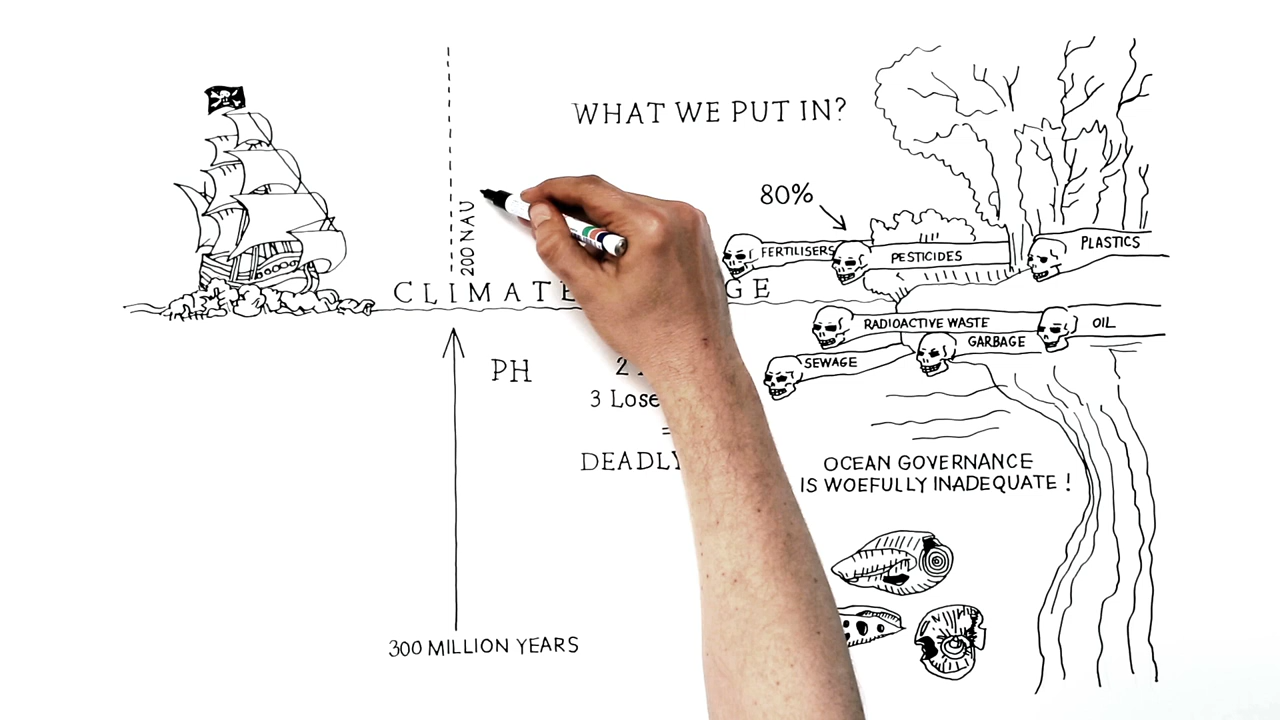 WHAT WE PUT IN?
80%
FERTILISERS
PESTICIDES
PLASTICS
200 NAU
CLIMATE
GE
RADIOACTIVE WASTE
OIL
GARBAGE
SEWAGE
PH
2
3 Lose
=
DEADLY
OCEAN GOVERNANCE
IS WOEFULLY INADEQUATE !
300 MILLION YEARS